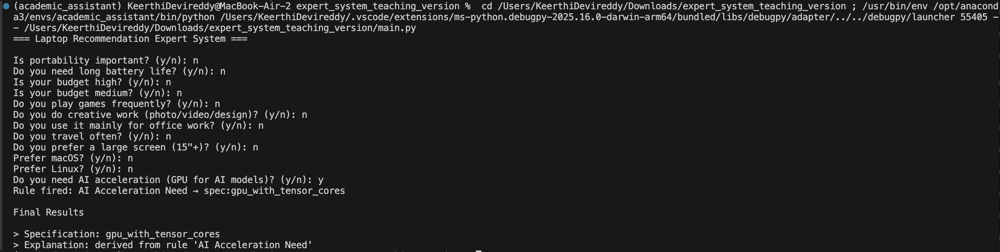 (academic_assistant) KeerthiDevireddy@MacBook-Air-2 expert_system_teaching_version %  cd /Users/KeerthiDevireddy/Downloads/expert_system_teaching_version ; /usr/bin/env /opt/anacond
a3/envs/academic_assistant/bin/python /Users/KeerthiDevireddy/.vscode/extensions/ms-python.debugpy-2025.16.0-darwin-arm64/bundled/libs/debugpy/adapter/../../debugpy/launcher 55405 -
- /Users/KeerthiDevireddy/Downloads/expert_system_teaching_version/main.py
=== Laptop Recommendation Expert System ===
Is portability important? (y/n): n
Do you need long battery life? (y/n): n
Is your budget high? (y/n): n
Is your budget medium? (y/n): n
Do you play games frequently? (y/n): n
Do you do creative work (photo/video/design)? (y/n): n
Do you use it mainly for office work? (y/n): n
Do you travel often? (y/n): n
Do you prefer a large screen (15"+)? (y/n): n
Prefer macOS? (y/n): n
Prefer Linux? (y/n): n
Do you need AI acceleration (GPU for AI models)? (y/n): y
Rule fired: AI Acceleration Need → spec:gpu_with_tensor_cores
Final Results
> Specification: gpu_with_tensor_cores
> Explanation: derived from rule 'AI Acceleration Need'